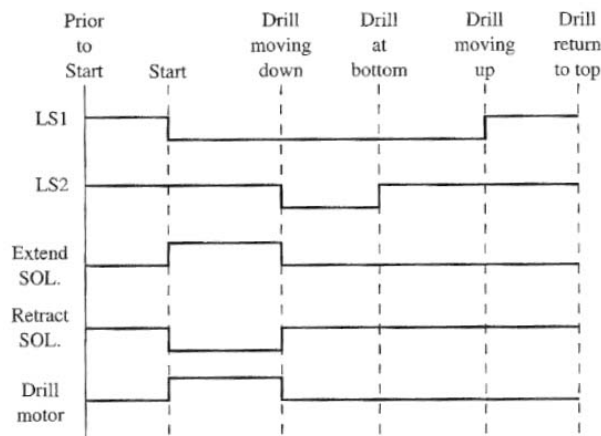 Prior
to
Start
Start
Drill
moving
down
Drill
at
bottom
Drill
moving
up
Drill
return
to top
LS1
LS2
Extend
SOL.
Retract
SOL.
Drill
motor